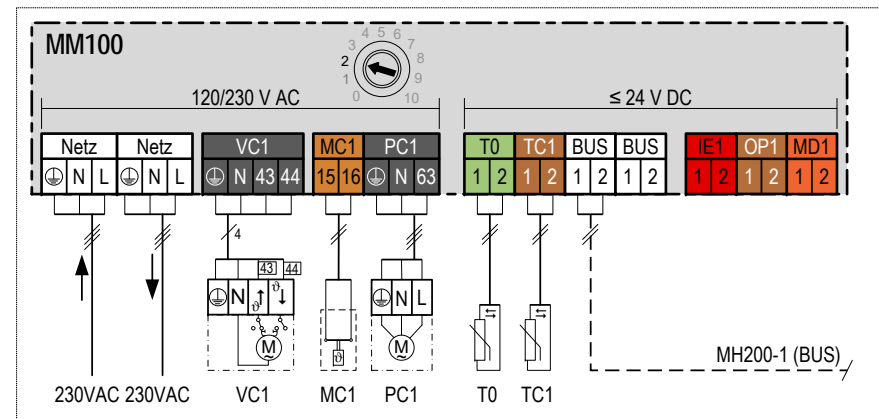 MM100
0 1 2 3 4 5 6 7 8 9 10
120/230 V AC ≤ 24 V DC
Netz Netz VC1 MC1 PC1 T0 TC1 BUS BUS IE1 OP1 MD1
N L N L N 43 44 15 16 N 63 1 2 1 2 1 2 1 2 1 2 1 2 1 2
4
43 44
N ϑ ϑ N L
M ϑ M
MH200-1 (BUS)
230VAC 230VAC VC1 MC1 PC1 T0 TC1